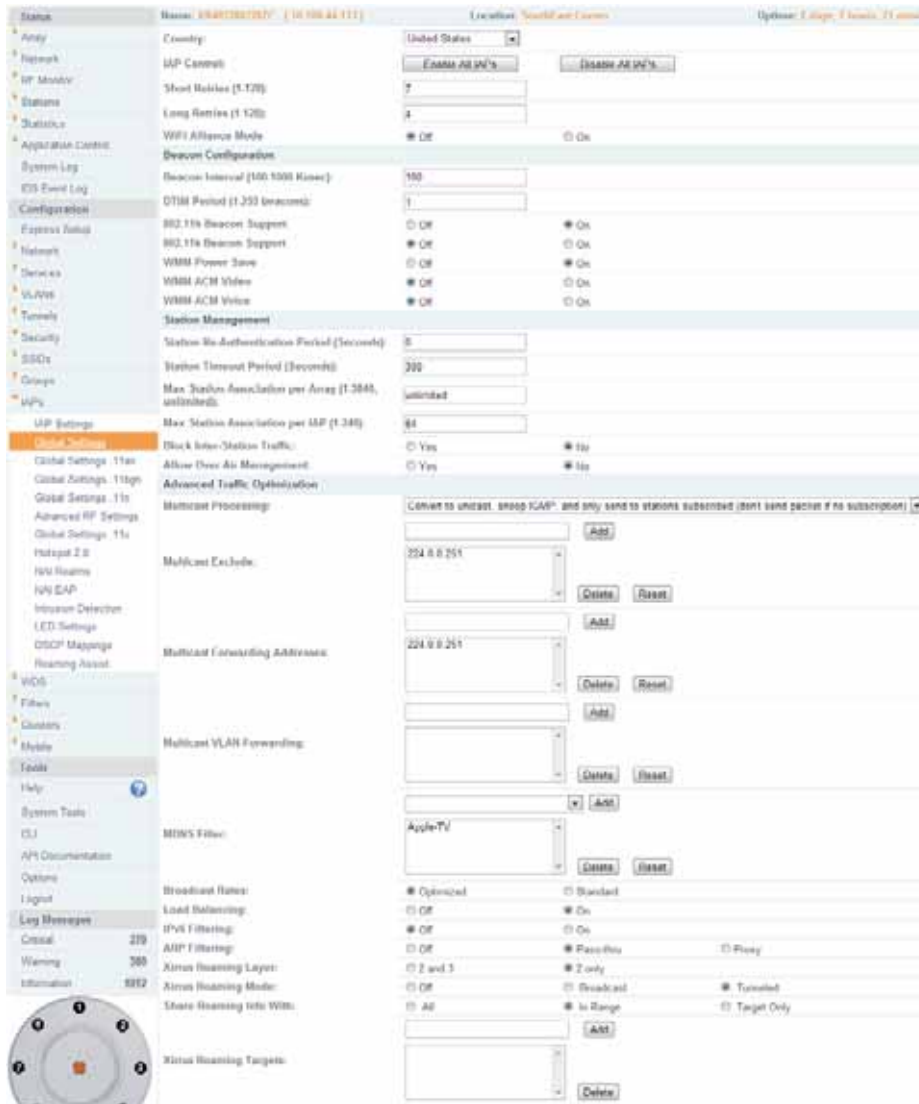 Status
Array
Network
RF Monitor
Stations
Statistics
Application Control
System Log
IDS Event Log
Configuration
Express Setup
Network
Services
VLANs
Tunnels
Security
SSIDs
Groups
IAPs
IAP Settings
Global Settings
Global Settings .11an
Global Settings .11bgn
Global Settings .11n
Advanced RF Settings
Global Settings .11u
Hotspot 2.0
NAI Realms
NAI EAP
Intrusion Detection
LED Settings
DSCP Mappings
Roaming Assist
WDS
Filters
Clusters
Mobile
Tools
Help
System Tools
CLI
API Documentation
Options
Logout
Log Messages
Critical
Warning
Information
Name:
Location:
Uptime:
Country: United States
IAP Control: Enable All IAPs Disable All IAPs
Short Retries (1-128): 7
Long Retries (1-128): 4
WiFi Alliance Mode Off On
Beacon Configuration
Beacon Interval (100-1000 Kusec): 100
DTIM Period (1-255 beacons): 1
802.11h Beacon Support Off On
802.11k Beacon Support Off On
WMM Power Save Off On
WMM ACM Video Off On
WMM ACM Voice Off On
Station Management
Station Re-Authentication Period (Seconds): 0
Station Timeout Period (Seconds): 300
Max Station Association per Array (1-3840, unlimited): unlimited
Max Station Association per IAP (1-240): 64
Block Inter-Station Traffic: Yes No
Allow Over Air Management: Yes No
Advanced Traffic Optimization
Multicast Processing: Convert to unicast, snoop IGMP, and only send to stations subscribed (don't send packet if no subscription)
Add
Multicast Exclude: 224.0.0.251
Delete Reset
Add
Multicast Forwarding Addresses: 224.0.0.251
Delete Reset
Add
Multicast VLAN Forwarding:
Delete Reset
Add
MDNS Filter: Apple-TV
Delete Reset
Broadcast Rates: Optimized Standard
Load Balancing: Off On
IPv6 Filtering: Off On
ARP Filtering: Off Pass-thru Proxy
Xirrus Roaming Layer: 2 and 3 2 only
Xirrus Roaming Mode: Off Broadcast Tunneled
Share Roaming Info With: All In Range Target Only
Add
Xirrus Roaming Targets:
Delete